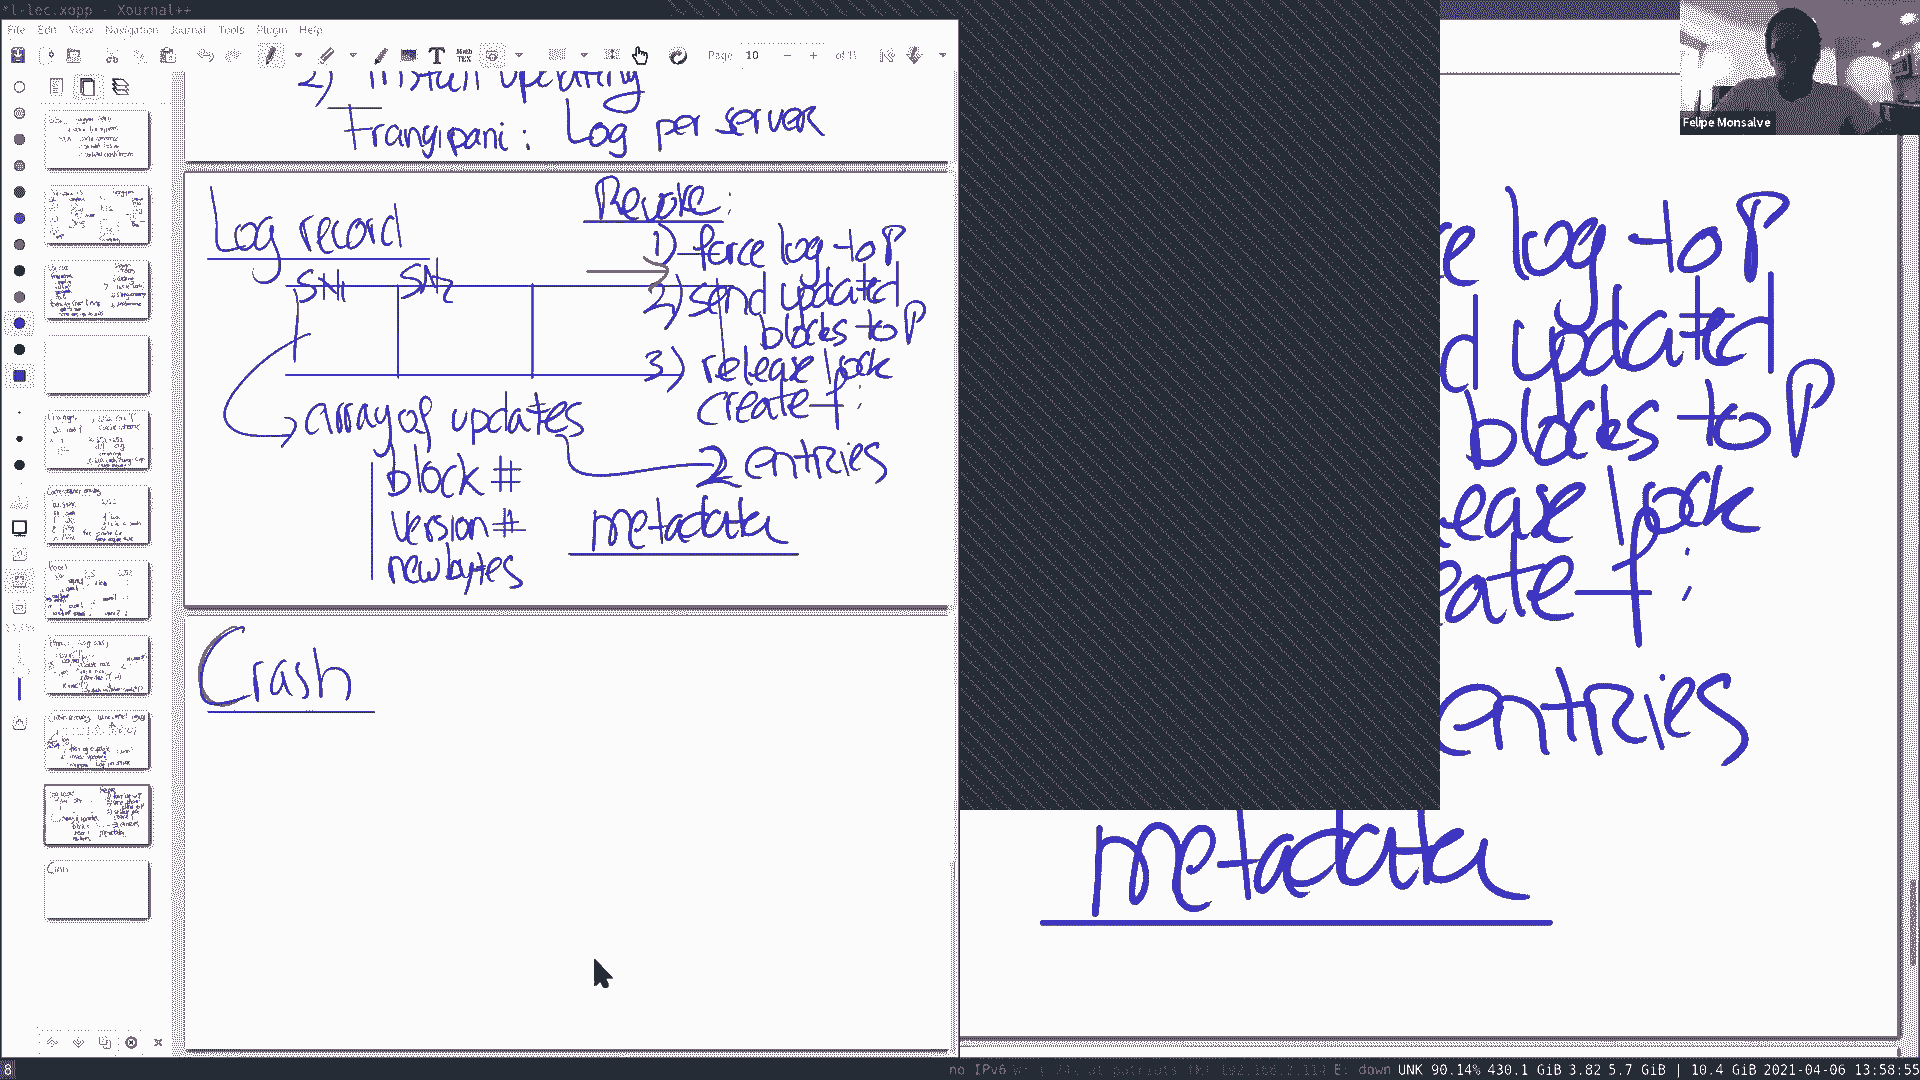 *l-lec.xopp - Xournal++
File Edit View Navigation Journal Tools Plugin Help
Page 10 of 11
2) install updating
Frangipani: Log per server
Log record
SN1 SN2
array of updates
block #
version #
new bytes
Revoke:
1) force log to P
2) send updated
blocks to P
3) release lock
create f:
2 entries
metadata
Crash
Felipe Monsalve
e log to P
d updated
blocks to P
ease lock
eate f:
entries
metadata
8
no IPv6
E: down UNK 90.14% 430.1 GiB 3.82 5.7 GiB | 10.4 GiB 2021-04-06 13:58:55